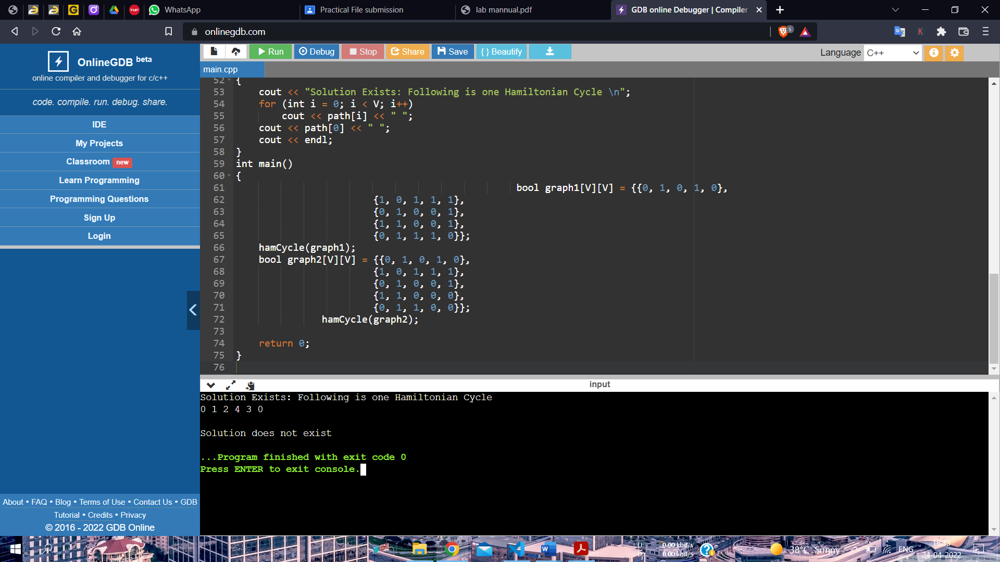 WhatsApp
Practical File submission
lab mannual.pdf
GDB online Debugger | Compiler
onlinegdb.com
5
K
OnlineGDB beta
online compiler and debugger for c/c++
code. compile. run. debug. share.
IDE
My Projects
Classroom new
Learn Programming
Programming Questions
Sign Up
Login
About • FAQ • Blog • Terms of Use • Contact Us • GDB
Tutorial • Credits • Privacy
© 2016 - 2022 GDB Online
Run Debug Stop Share Save { } Beautify
Language C++
main.cpp
52 {
53 cout << "Solution Exists: Following is one Hamiltonian Cycle \n";
54 for (int i = 0; i < V; i++)
55 cout << path[i] << " ";
56 cout << path[0] << " ";
57 cout << endl;
58 }
59 int main()
60 {
61 bool graph1[V][V] = {{0, 1, 0, 1, 0},
62 {1, 0, 1, 1, 1},
63 {0, 1, 0, 0, 1},
64 {1, 1, 0, 0, 1},
65 {0, 1, 1, 1, 0}};
66 hamCycle(graph1);
67 bool graph2[V][V] = {{0, 1, 0, 1, 0},
68 {1, 0, 1, 1, 1},
69 {0, 1, 0, 0, 1},
70 {1, 1, 0, 0, 0},
71 {0, 1, 1, 0, 0}};
72 hamCycle(graph2);
73
74 return 0;
75 }
76
input
Solution Exists: Following is one Hamiltonian Cycle
0 1 2 4 3 0
Solution does not exist
...Program finished with exit code 0
Press ENTER to exit console.
U: 0.00 kbit/s
D: 0.00 kbit/s
38°C Sunny
ENG
16:33
24-04-2022